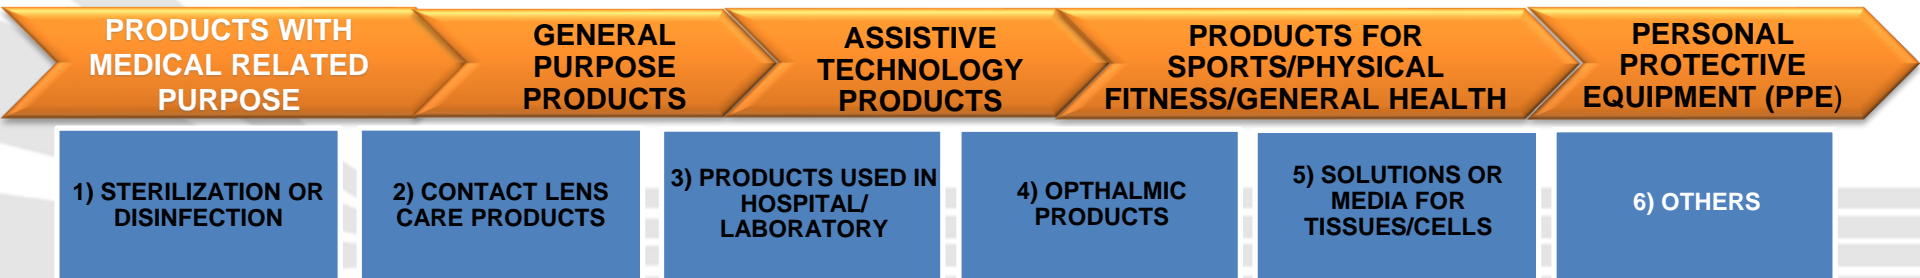 PRODUCTS WITH
MEDICAL RELATED
PURPOSE
GENERAL
PURPOSE
PRODUCTS
ASSISTIVE
TECHNOLOGY
PRODUCTS
PRODUCTS FOR
SPORTS/PHYSICAL
FITNESS/GENERAL HEALTH
PERSONAL
PROTECTIVE
EQUIPMENT (PPE)
1) STERILIZATION OR
DISINFECTION
2) CONTACT LENS
CARE PRODUCTS
3) PRODUCTS USED IN
HOSPITAL/
LABORATORY
4) OPTHALMIC
PRODUCTS
5) SOLUTIONS OR
MEDIA FOR
TISSUES/CELLS
6) OTHERS